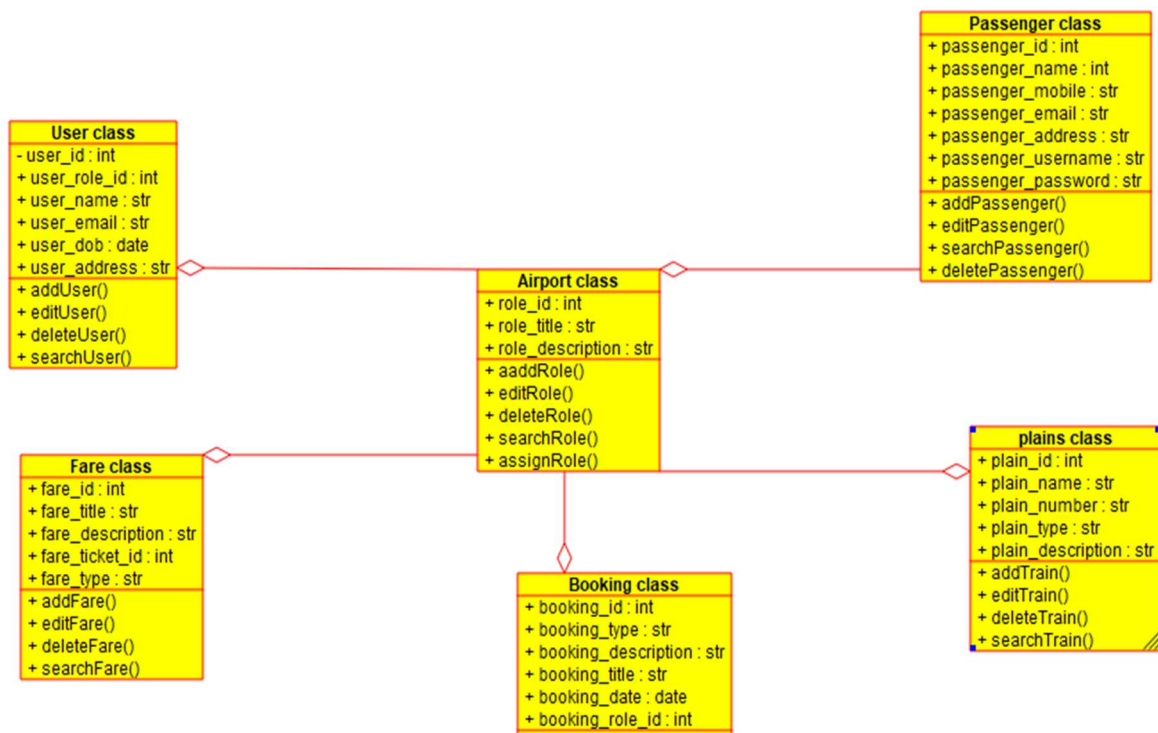 Passenger class
+ passenger_id : int
+ passenger_name : int
+ passenger_mobile : str
+ passenger_email : str
+ passenger_address : str
+ passenger_username : str
+ passenger_password : str
+ addPassenger()
+ editPassenger()
+ searchPassenger()
+ deletePassenger()
User class
- user_id : int
+ user_role_id : int
+ user_name : str
+ user_email : str
+ user_dob : date
+ user_address : str
+ addUser()
+ editUser()
+ deleteUser()
+ searchUser()
Airport class
+ role_id : int
+ role_title : str
+ role_description : str
+ aaddRole()
+ editRole()
+ deleteRole()
+ searchRole()
+ assignRole()
Fare class
+ fare_id : int
+ fare_title : str
+ fare_description : str
+ fare_ticket_id : int
+ fare_type : str
+ addFare()
+ editFare()
+ deleteFare()
+ searchFare()
plains class
+ plain_id : int
+ plain_name : str
+ plain_number : str
+ plain_type : str
+ plain_description : str
+ addTrain()
+ editTrain()
+ deleteTrain()
+ searchTrain()
Booking class
+ booking_id : int
+ booking_type : str
+ booking_description : str
+ booking_title : str
+ booking_date : date
+ booking_role_id : int